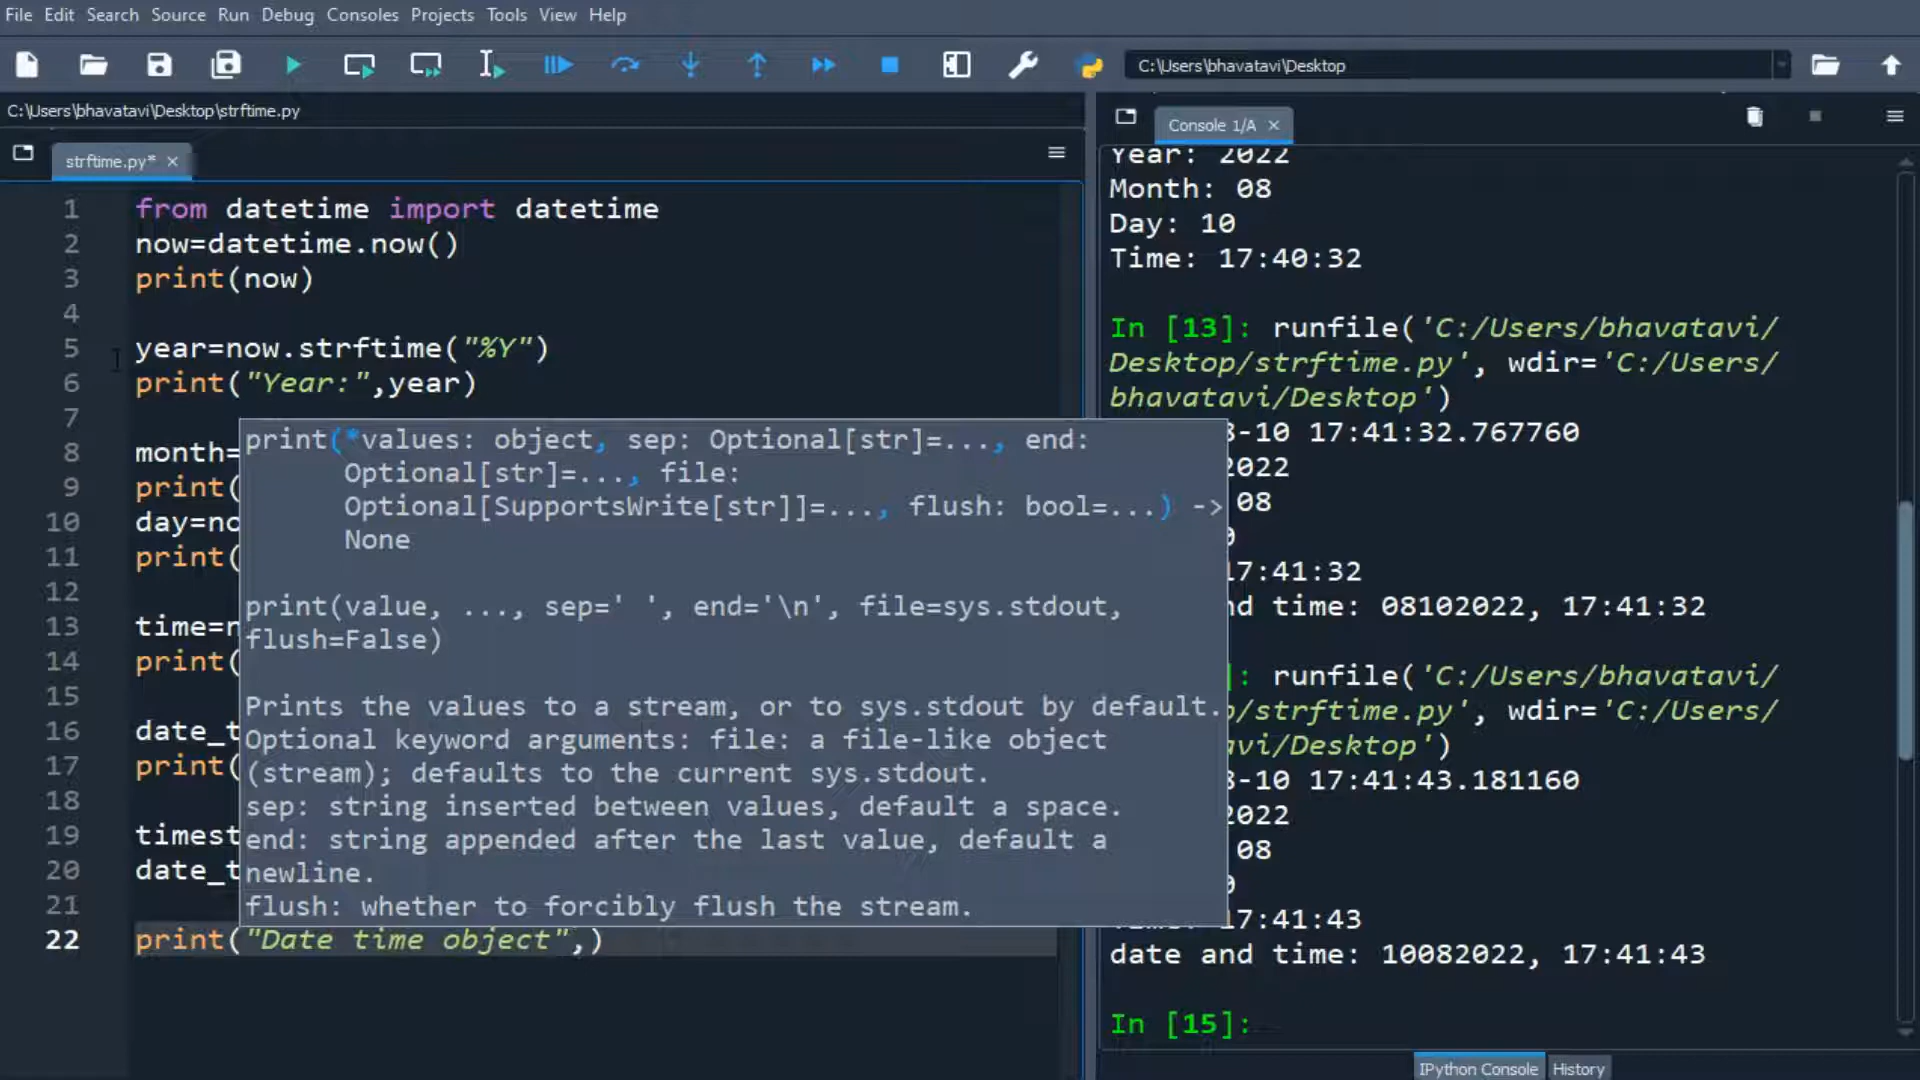 File Edit Search Source Run Debug Consoles Projects Tools View Help
C:\Users\bhavatavi\Desktop
C:\Users\bhavatavi\Desktop\strftime.py
strftime.py*
1 from datetime import datetime
2 now=datetime.now()
3 print(now)
4
5 year=now.strftime("%Y")
6 print("Year:",year)
7
8 month=
9 print(
10 day=no
11 print(
12
13 time=n
14 print(
15
16 date_t
17 print(
18
19 timest
20 date_t
21
22 print("Date time object",)
print(*values: object, sep: Optional[str]=..., end:
Optional[str]=..., file:
Optional[SupportsWrite[str]]=..., flush: bool=...) ->
None
print(value, ..., sep=' ', end='\n', file=sys.stdout,
flush=False)
Prints the values to a stream, or to sys.stdout by default.
Optional keyword arguments: file: a file-like object
(stream); defaults to the current sys.stdout.
sep: string inserted between values, default a space.
end: string appended after the last value, default a
newline.
flush: whether to forcibly flush the stream.
Console 1/A
Year: 2022
Month: 08
Day: 10
Time: 17:40:32
In [13]: runfile('C:/Users/bhavatavi/
Desktop/strftime.py', wdir='C:/Users/
bhavatavi/Desktop')
-10 17:41:32.767760
2022
08
17:41:32
d time: 08102022, 17:41:32
]: runfile('C:/Users/bhavatavi/
/strftime.py', wdir='C:/Users/
avi/Desktop')
-10 17:41:43.181160
2022
08
17:41:43
date and time: 10082022, 17:41:43
In [15]:
IPython Console History